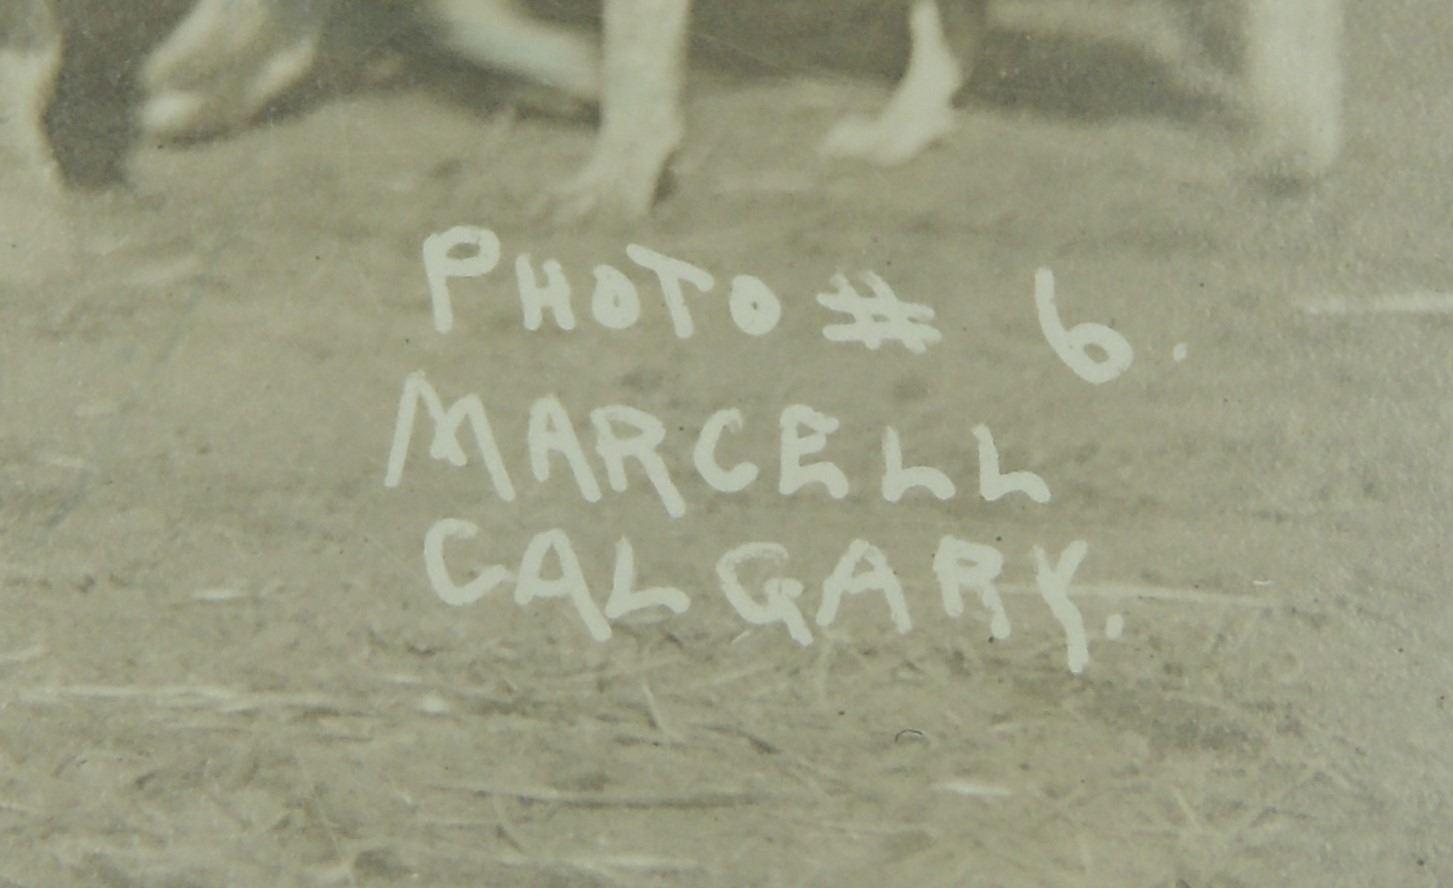 PHOTO # 6.
MARCELL
CALGARY.